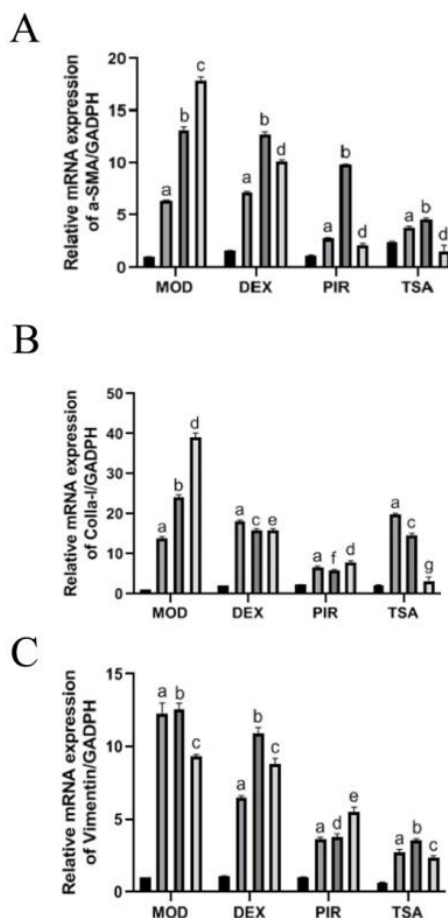 A
Relative mRNA expression
of a-SMA/GADPH
20
15
10
5
0
a b c
a b d
a b d
a b d
MOD DEX PIR TSA
B
Relative mRNA expression
of Colla-I/GADPH
50
40
30
20
10
0
a b d
a c e
a f d
a c g
MOD DEX PIR TSA
C
Relative mRNA expression
of Vimentin/GADPH
15
10
5
0
a b c
a b c
a d e
a b c
MOD DEX PIR TSA